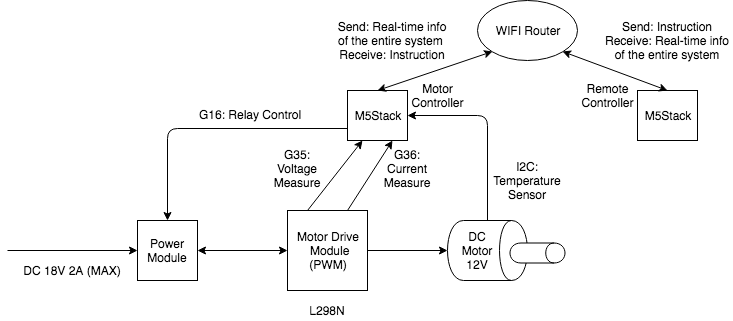 Send: Real-time info
of the entire system
Receive: Instruction
WIFI Router
Send: Instruction
Receive: Real-time info
of the entire system
Motor
Controller
M5Stack
Remote
Controller
M5Stack
G16: Relay Control
G35:
Voltage
Measure
G36:
Current
Measure
I2C:
Temperature
Sensor
Power
Module
Motor Drive
Module
(PWM)
DC
Motor
12V
DC 18V 2A (MAX)
L298N